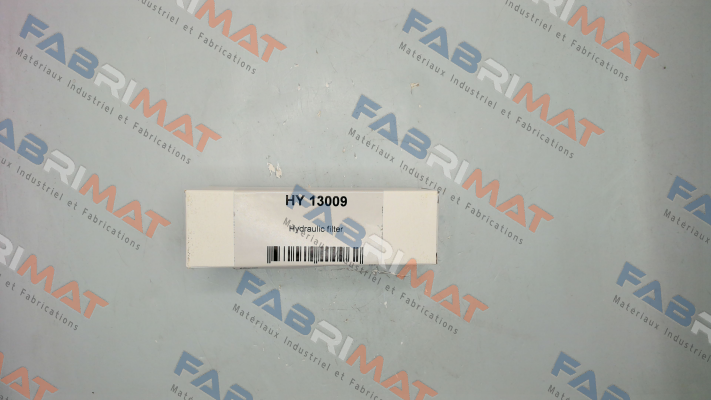 HY 13009
Hydraulic filter
FABRIMAT
Materiaux Industriel et Fabrications